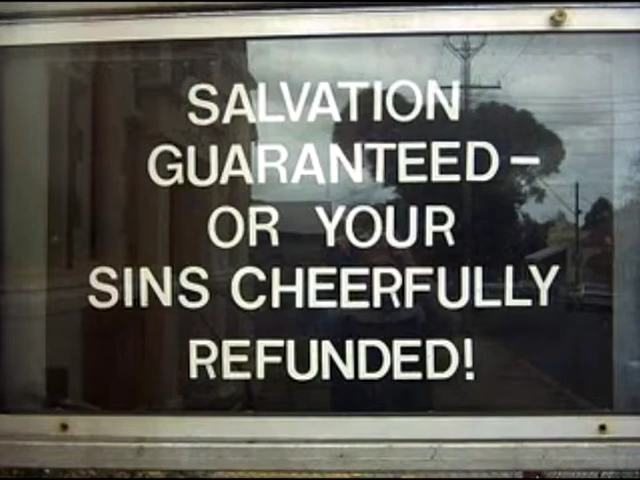 SALVATION
GUARANTEED –
OR YOUR
SINS CHEERFULLY
REFUNDED!